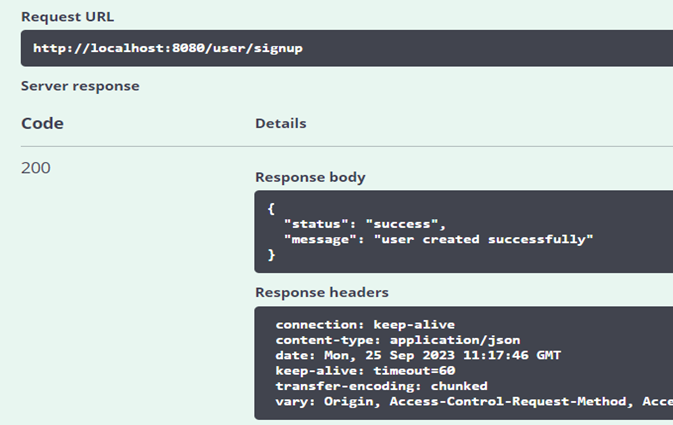 Request URL
http://localhost:8080/user/signup
Server response
Code Details
200
Response body
{
"status": "success",
"message": "user created successfully"
}
Response headers
connection: keep-alive
content-type: application/json
date: Mon, 25 Sep 2023 11:17:46 GMT
keep-alive: timeout=60
transfer-encoding: chunked
vary: Origin, Access-Control-Request-Method, Acce